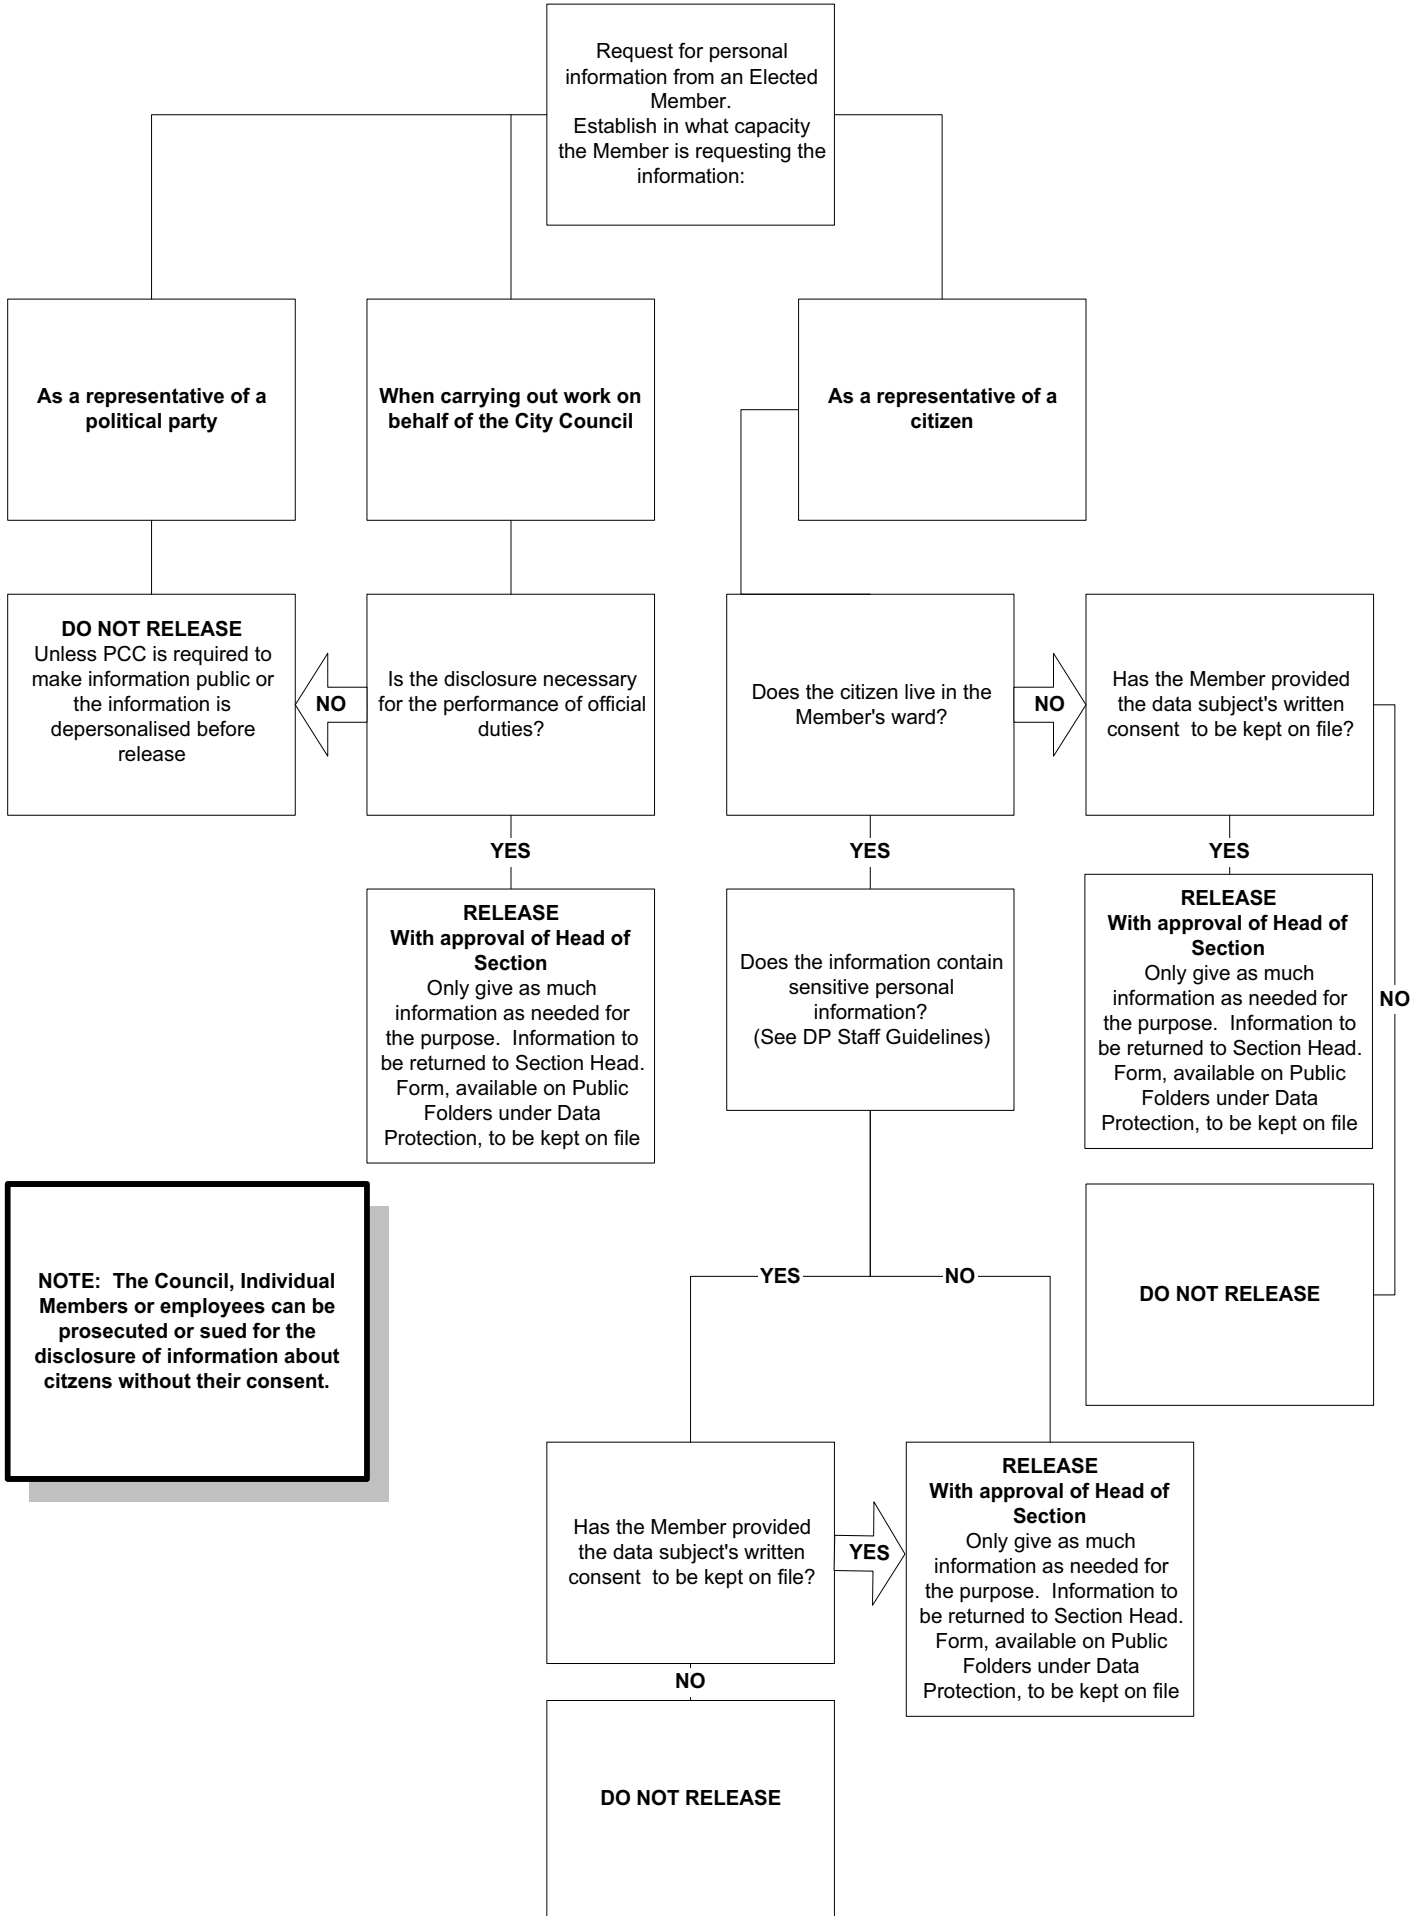 Request for personal
information from an Elected
Member.
Establish in what capacity
the Member is requesting the
information:
As a representative of a
political party
When carrying out work on
behalf of the City Council
As a representative of a
citizen
DO NOT RELEASE
Unless PCC is required to
make information public or
the information is
depersonalised before
release
NO
Is the disclosure necessary
for the performance of official
duties?
Does the citizen live in the
Member's ward?
NO
Has the Member provided
the data subject's written
consent  to be kept on file?
YES
YES
YES
NO
RELEASE
With approval of Head of
Section
Only give as much
information as needed for
the purpose.  Information to
be returned to Section Head.
Form, available on Public
Folders under Data
Protection, to be kept on file
Does the information contain
sensitive personal
information?
(See DP Staff Guidelines)
RELEASE
With approval of Head of
Section
Only give as much
information as needed for
the purpose.  Information to
be returned to Section Head.
Form, available on Public
Folders under Data
Protection, to be kept on file
NOTE:  The Council, Individual
Members or employees can be
prosecuted or sued for the
disclosure of information about
citzens without their consent.
YES
NO
DO NOT RELEASE
Has the Member provided
the data subject's written
consent  to be kept on file?
YES
RELEASE
With approval of Head of
Section
Only give as much
information as needed for
the purpose.  Information to
be returned to Section Head.
Form, available on Public
Folders under Data
Protection, to be kept on file
NO
DO NOT RELEASE